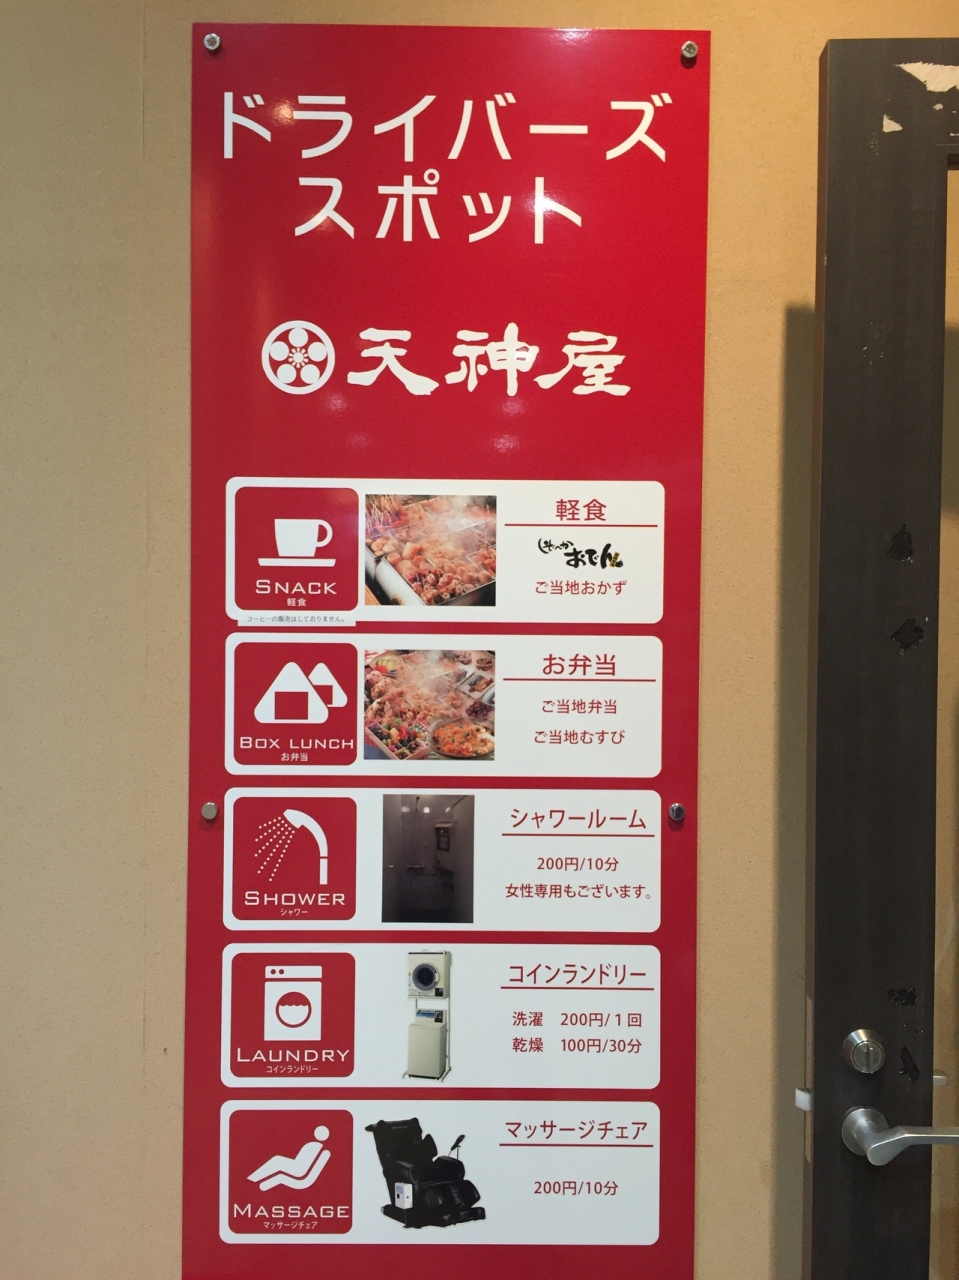 ドライバーズ
スポット
天神屋
SNACK
軽食
コーヒーの販売はしておりません。
軽食
しぞ〜か
おでん
ご当地おかず
BOX LUNCH
お弁当
お弁当
ご当地弁当
ご当地むすび
SHOWER
シャワー
シャワールーム
200円/10分
女性専用もございます。
LAUNDRY
コインランドリー
コインランドリー
洗濯 200円/1回
乾燥 100円/30分
MASSAGE
マッサージチェア
マッサージチェア
200円/10分